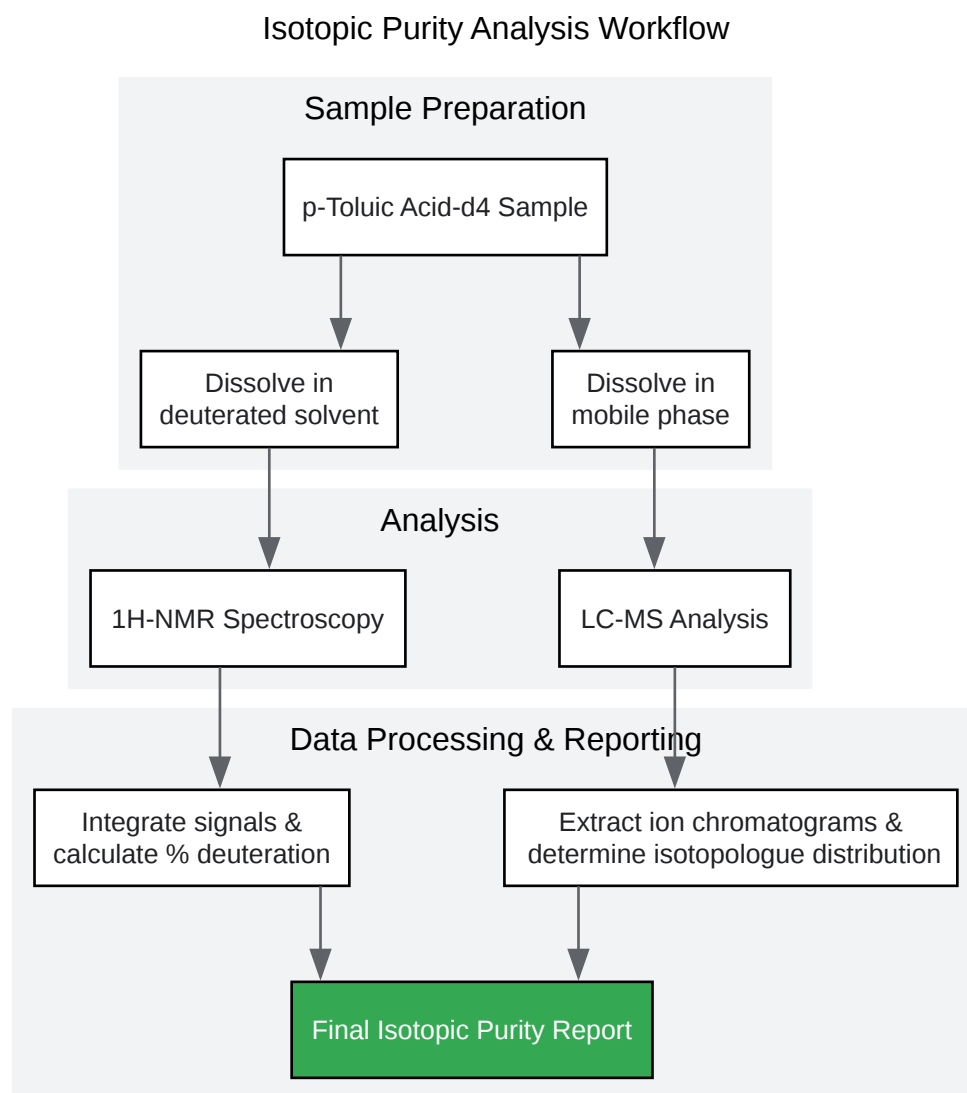 Isotopic Purity Analysis Workflow
Sample Preparation
p-Toluic Acid-d4 Sample
Dissolve in
deuterated solvent
Dissolve in
mobile phase
Analysis
1H-NMR Spectroscopy
LC-MS Analysis
Data Processing & Reporting
Integrate signals &
calculate % deuteration
Extract ion chromatograms &
determine isotopologue distribution
Final Isotopic Purity Report